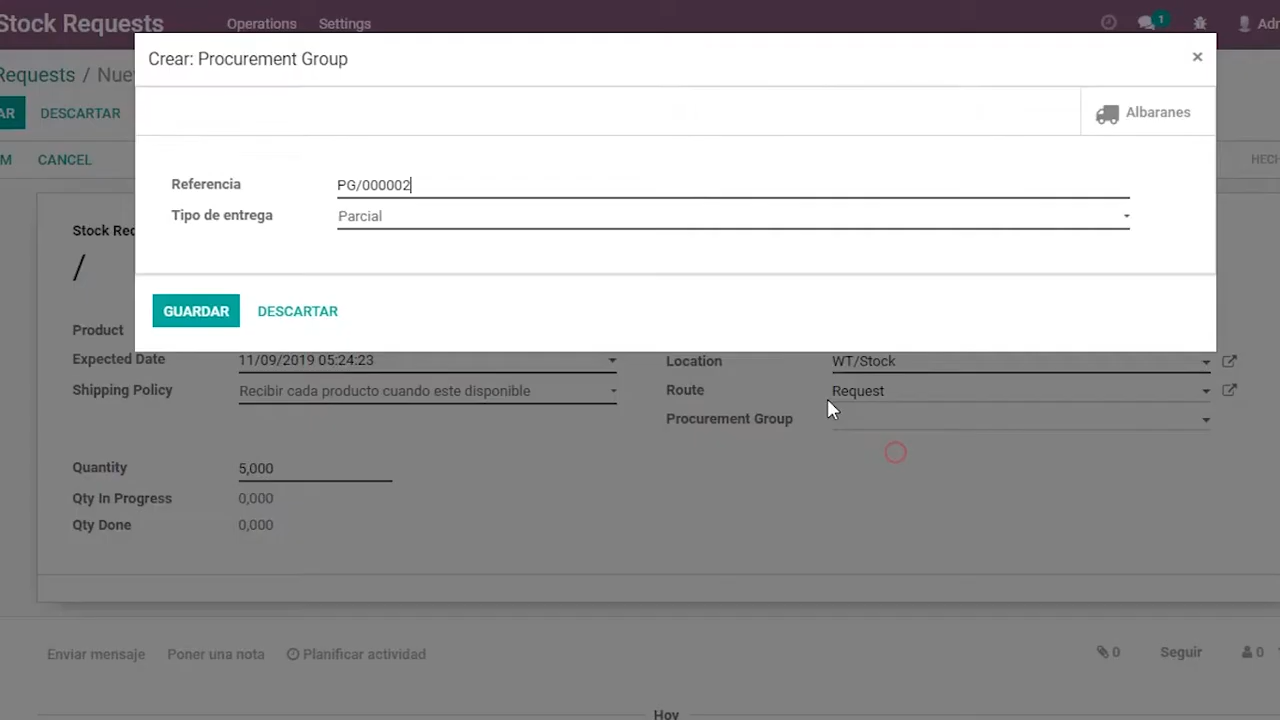 Stock Requests Operations Settings 1
Crear: Procurement Group ×
Requests / Nue
AR DESCARTAR Albaranes
M CANCEL HECH
Referencia PG/000002
Tipo de entrega Parcial
Stock Req
/
GUARDAR DESCARTAR
Product
Expected Date 11/09/2019 05:24:23 Location WT/Stock
Shipping Policy Recibir cada producto cuando este disponible Route Request
Procurement Group
Quantity 5,000
Qty In Progress 0,000
Qty Done 0,000
Enviar mensaje Poner una nota Planificar actividad 0 Seguir 0
Hoy